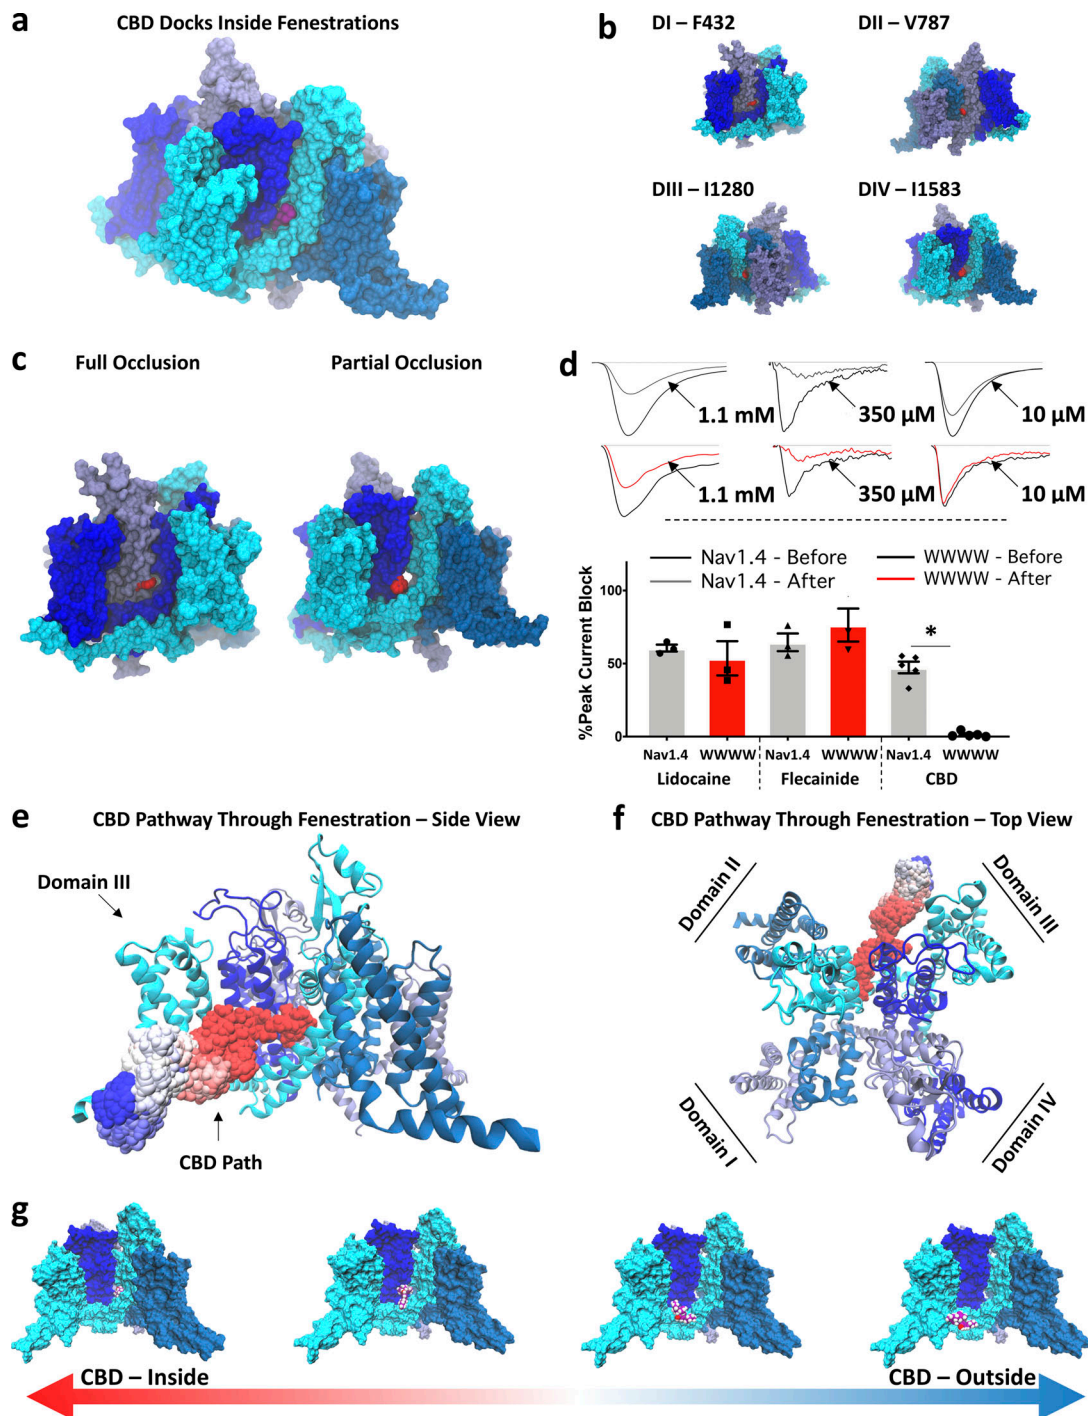 a
CBD Docks Inside Fenestrations
b
DI – F432
DII – V787
DIII – I1280
DIV – I1583
c
Full Occlusion
Partial Occlusion
d
1.1 mM
350 µM
10 µM
1.1 mM
350 µM
10 µM
Nav1.4 - Before
WWWW - Before
Nav1.4 - After
WWWW - After
%Peak Current Block
100
50
0
*
Nav1.4
WWWW
Nav1.4
WWWW
Nav1.4
WWWW
Lidocaine
Flecainide
CBD
e
CBD Pathway Through Fenestration – Side View
Domain III
CBD Path
f
CBD Pathway Through Fenestration – Top View
Domain II
Domain III
Domain I
Domain IV
g
CBD – Inside
CBD – Outside